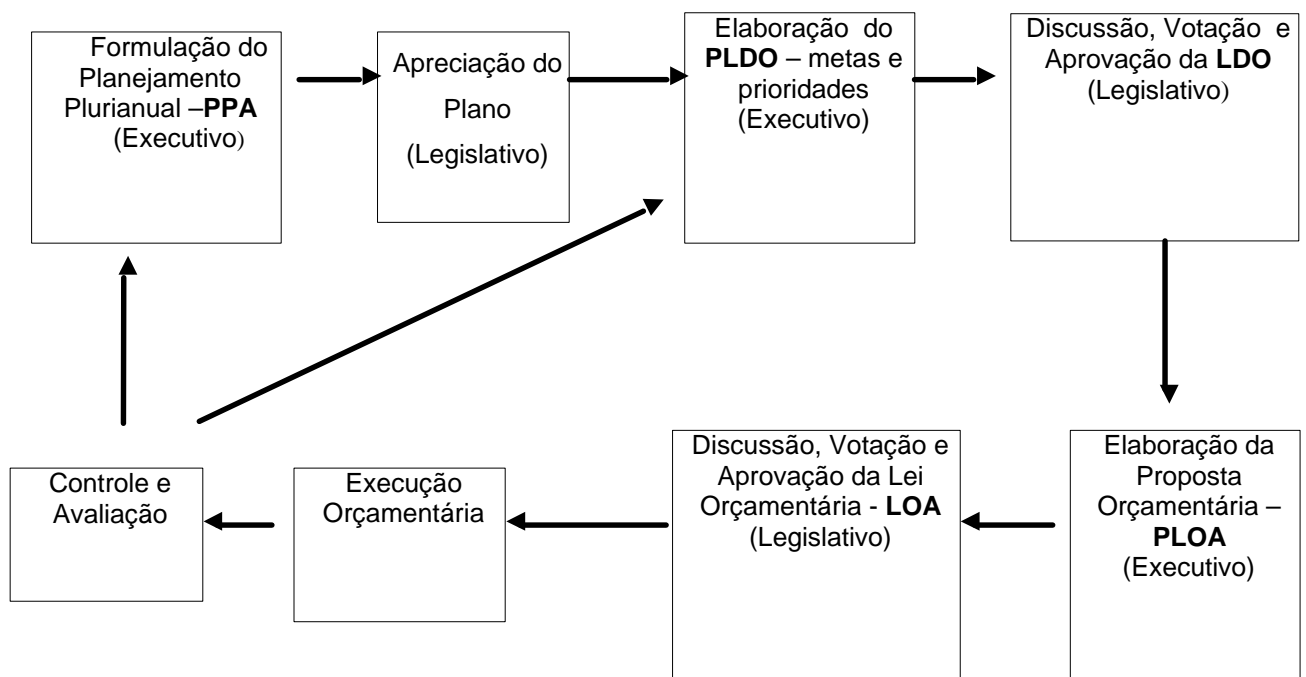 Formulação do
Planejamento
Plurianual –PPA
(Executivo)
Apreciação do
Plano
(Legislativo)
Elaboração do
PLDO – metas e
prioridades
(Executivo)
Discussão, Votação e
Aprovação da LDO
(Legislativo)
Controle e
Avaliação
Execução
Orçamentária
Discussão, Votação e
Aprovação da Lei
Orçamentária - LOA
(Legislativo)
Elaboração da
Proposta
Orçamentária –
PLOA
(Executivo)